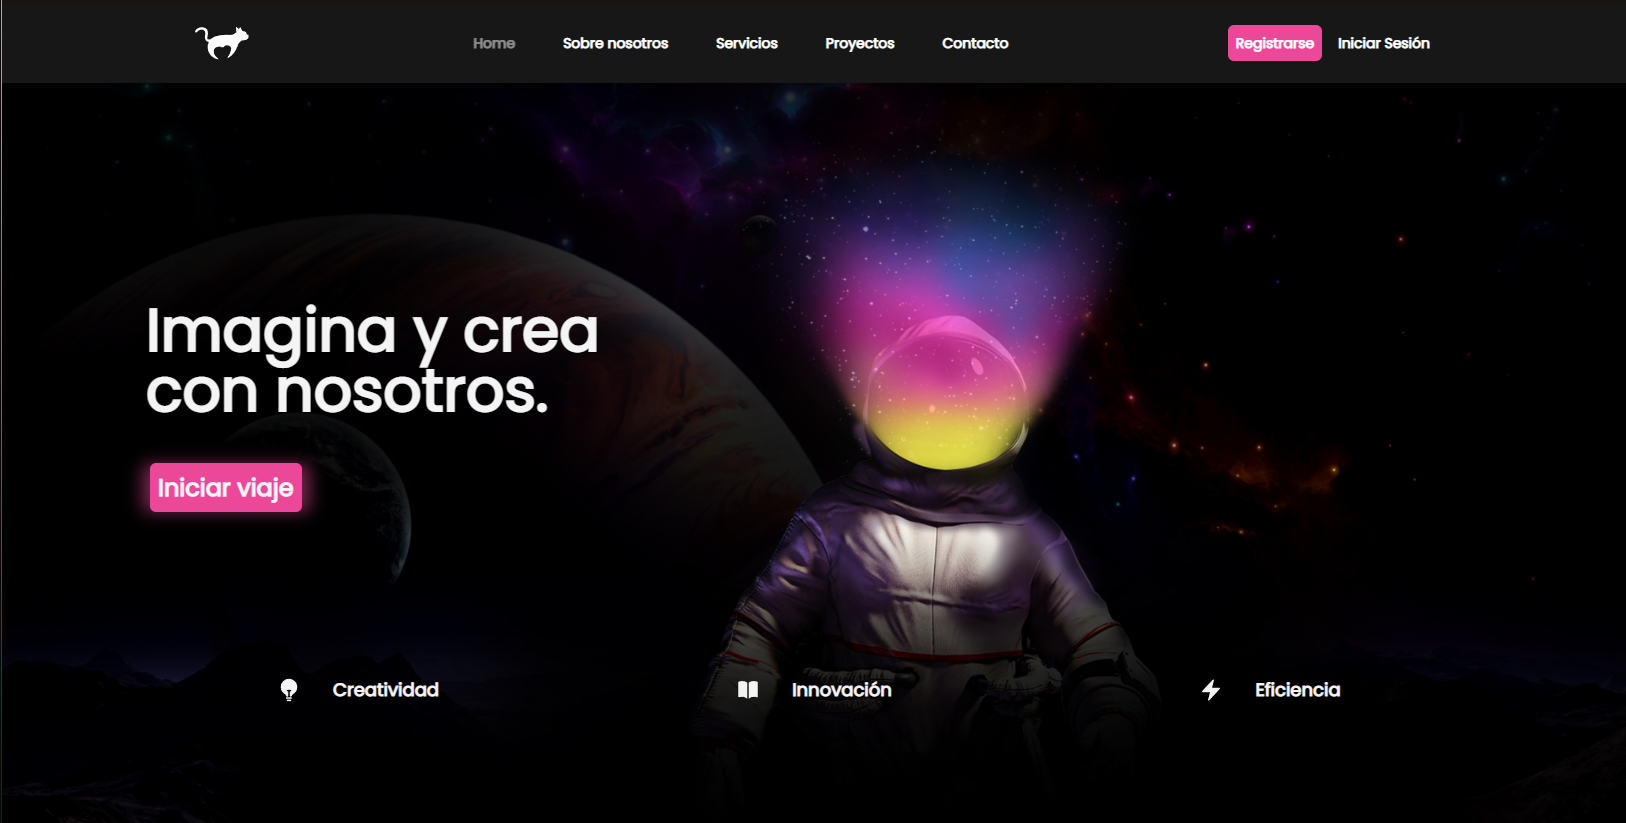 Home
Sobre nosotros
Servicios
Proyectos
Contacto
Registrarse
Iniciar Sesión
Imagina y crea
con nosotros.
Iniciar viaje
Creatividad
Innovación
Eficiencia